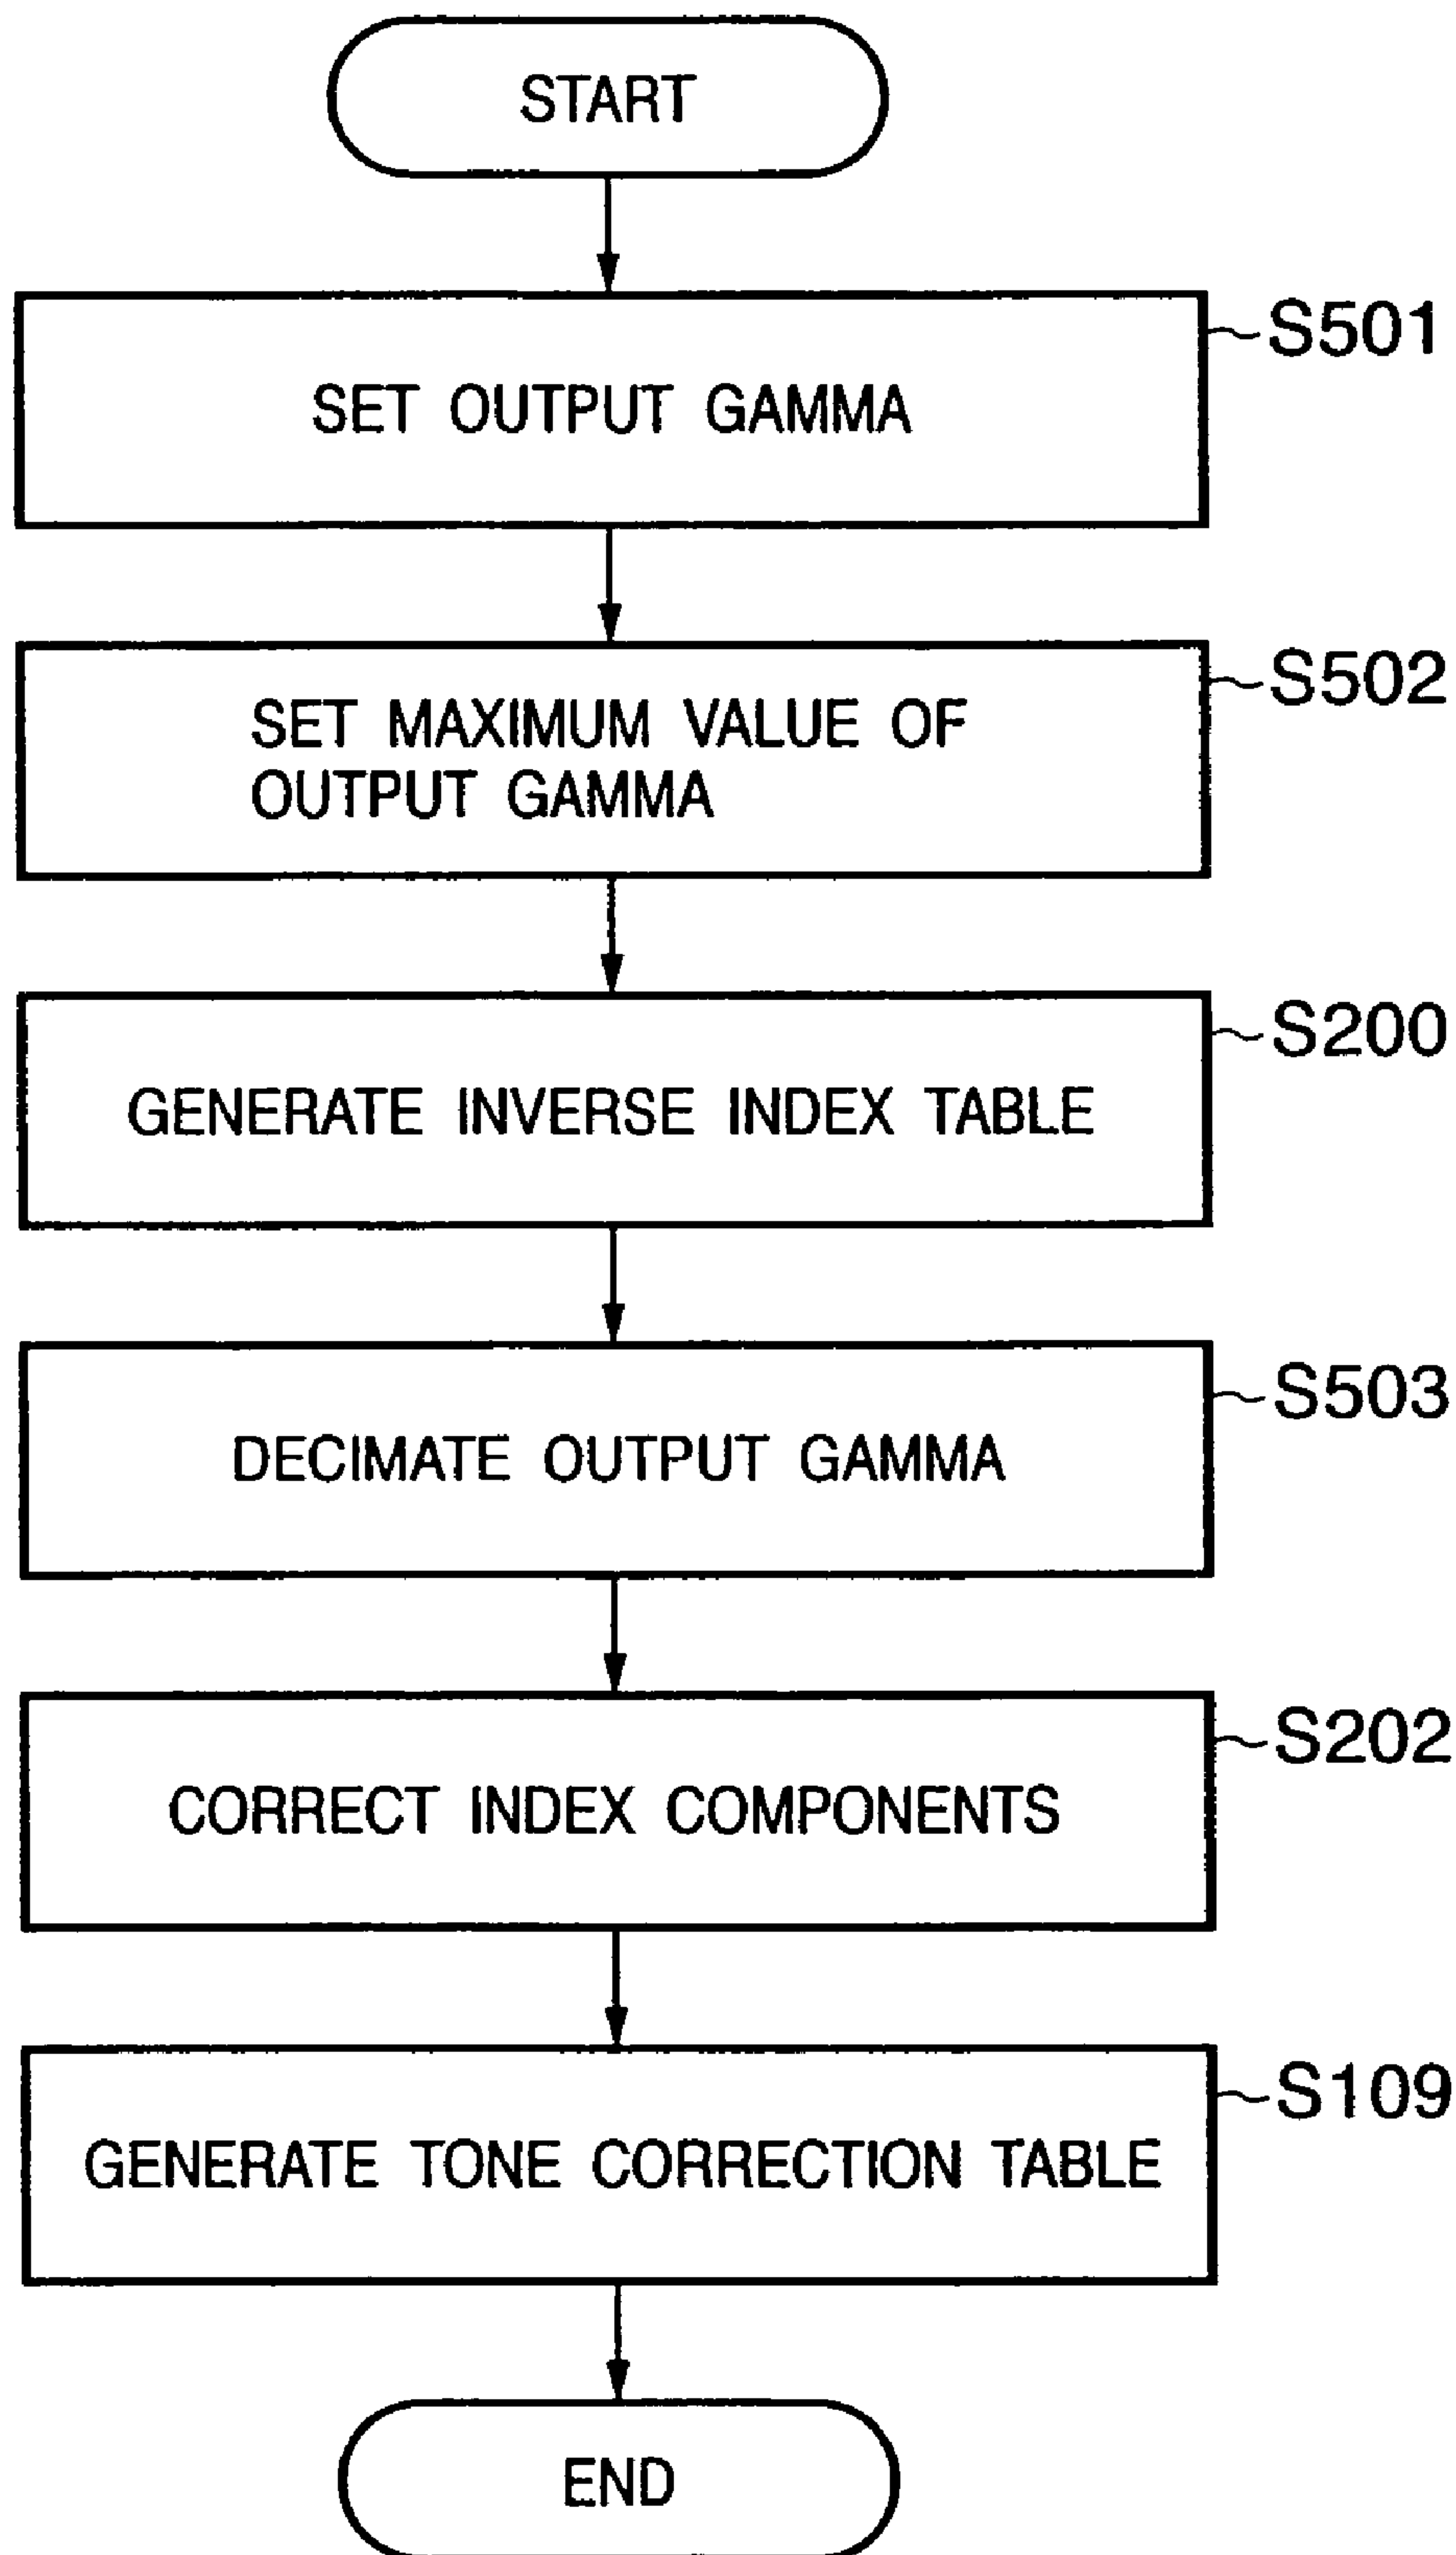 START
S501
SET OUTPUT GAMMA
S502
SET MAXIMUM VALUE OF
OUTPUT GAMMA
S200
GENERATE INVERSE INDEX TABLE
S503
DECIMATE OUTPUT GAMMA
S202
CORRECT INDEX COMPONENTS
S109
GENERATE TONE CORRECTION TABLE
END